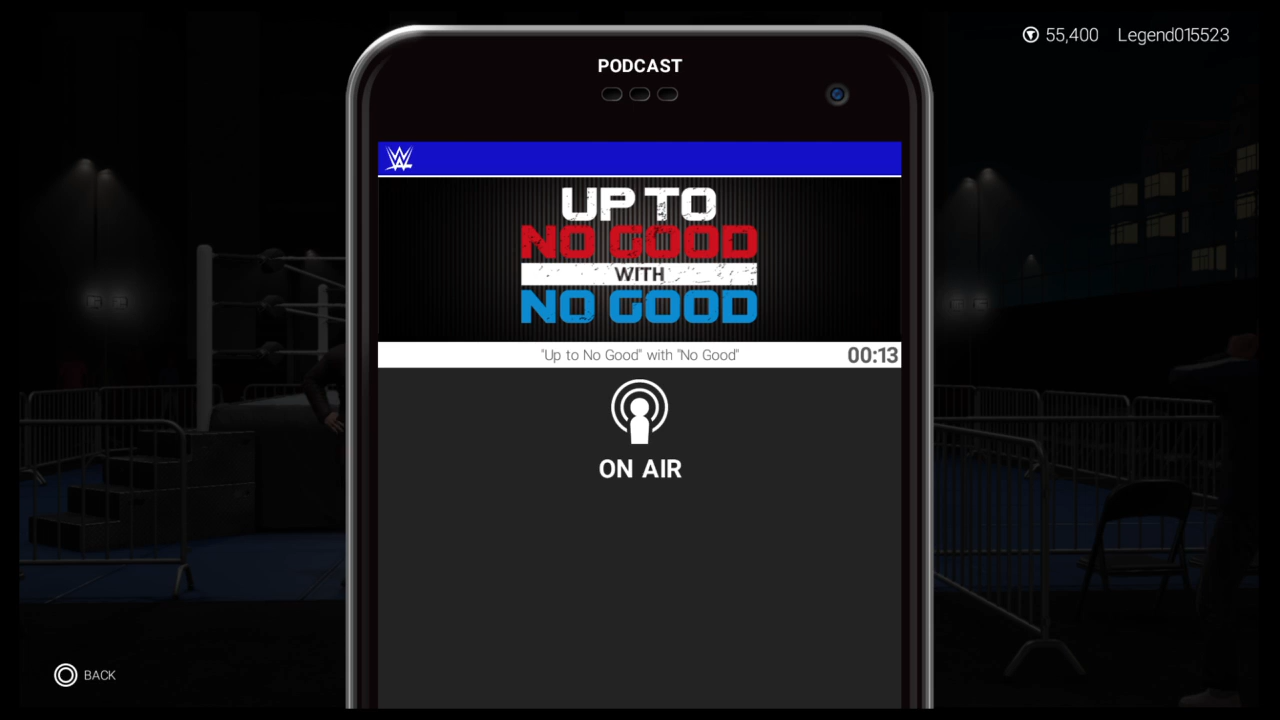 55,400 Legend015523
PODCAST
W
UP TO
NO GOOD
WITH
NO GOOD
"Up to No Good" with "No Good"
00:13
ON AIR
BACK